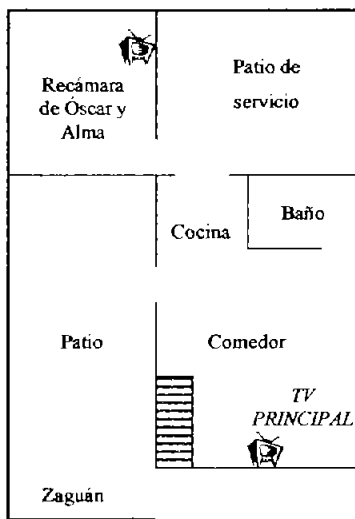 Recámara
de Óscar y
Alma
Patio de
servicio
Cocina
Baño
Patio
Comedor
TV
PRINCIPAL
Zaguán